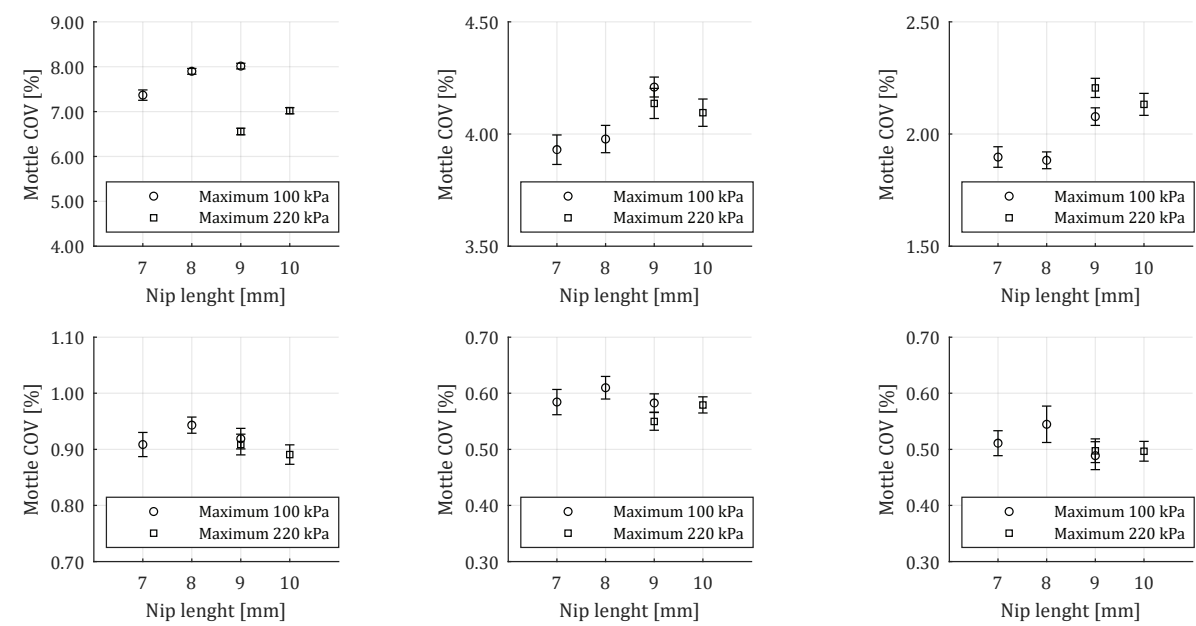 Mottle COV [%]
9.00
8.00
7.00
6.00
5.00
4.00
Maximum 100 kPa
Maximum 220 kPa
7 8 9 10
Nip lenght [mm]
Mottle COV [%]
4.50
4.00
3.50
Maximum 100 kPa
Maximum 220 kPa
7 8 9 10
Nip lenght [mm]
Mottle COV [%]
2.50
2.00
1.50
Maximum 100 kPa
Maximum 220 kPa
7 8 9 10
Nip lenght [mm]
Mottle COV [%]
1.10
1.00
0.90
0.80
0.70
Maximum 100 kPa
Maximum 220 kPa
7 8 9 10
Nip lenght [mm]
Mottle COV [%]
0.70
0.60
0.50
0.40
0.30
Maximum 100 kPa
Maximum 220 kPa
7 8 9 10
Nip lenght [mm]
Mottle COV [%]
0.70
0.60
0.50
0.40
0.30
Maximum 100 kPa
Maximum 220 kPa
7 8 9 10
Nip lenght [mm]